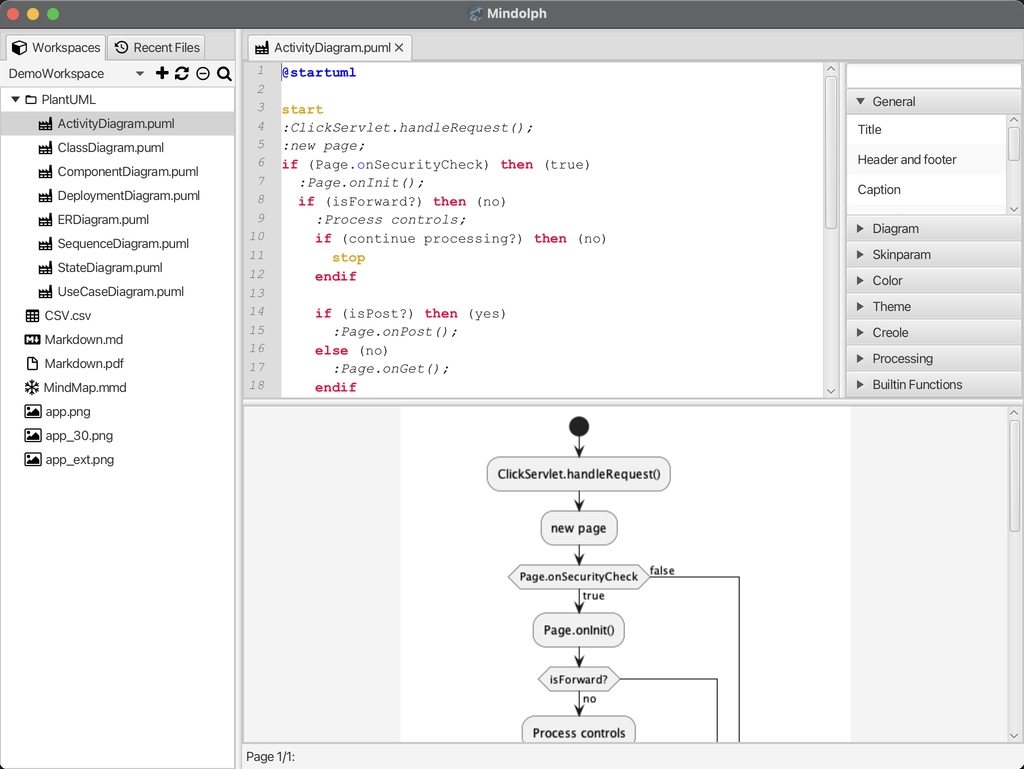 Mindolph
Workspaces
Recent Files
DemoWorkspace
PlantUML
ActivityDiagram.puml
ClassDiagram.puml
ComponentDiagram.puml
DeploymentDiagram.puml
ERDiagram.puml
SequenceDiagram.puml
StateDiagram.puml
UseCaseDiagram.puml
CSV.csv
Markdown.md
Markdown.pdf
MindMap.mmd
app.png
app_30.png
app_ext.png
ActivityDiagram.puml
1 @startuml
2
3 start
4 :ClickServlet.handleRequest();
5 :new page;
6 if (Page.onSecurityCheck) then (true)
7   :Page.onInit();
8   if (isForward?) then (no)
9     :Process controls;
10     if (continue processing?) then (no)
11       stop
12     endif
13
14     if (isPost?) then (yes)
15       :Page.onPost();
16     else (no)
17       :Page.onGet();
18     endif
General
Title
Header and footer
Caption
Diagram
Skinparam
Color
Theme
Creole
Processing
Builtin Functions
ClickServlet.handleRequest()
new page
Page.onSecurityCheck
false
true
Page.onInit()
isForward?
no
Process controls
Page 1/1: